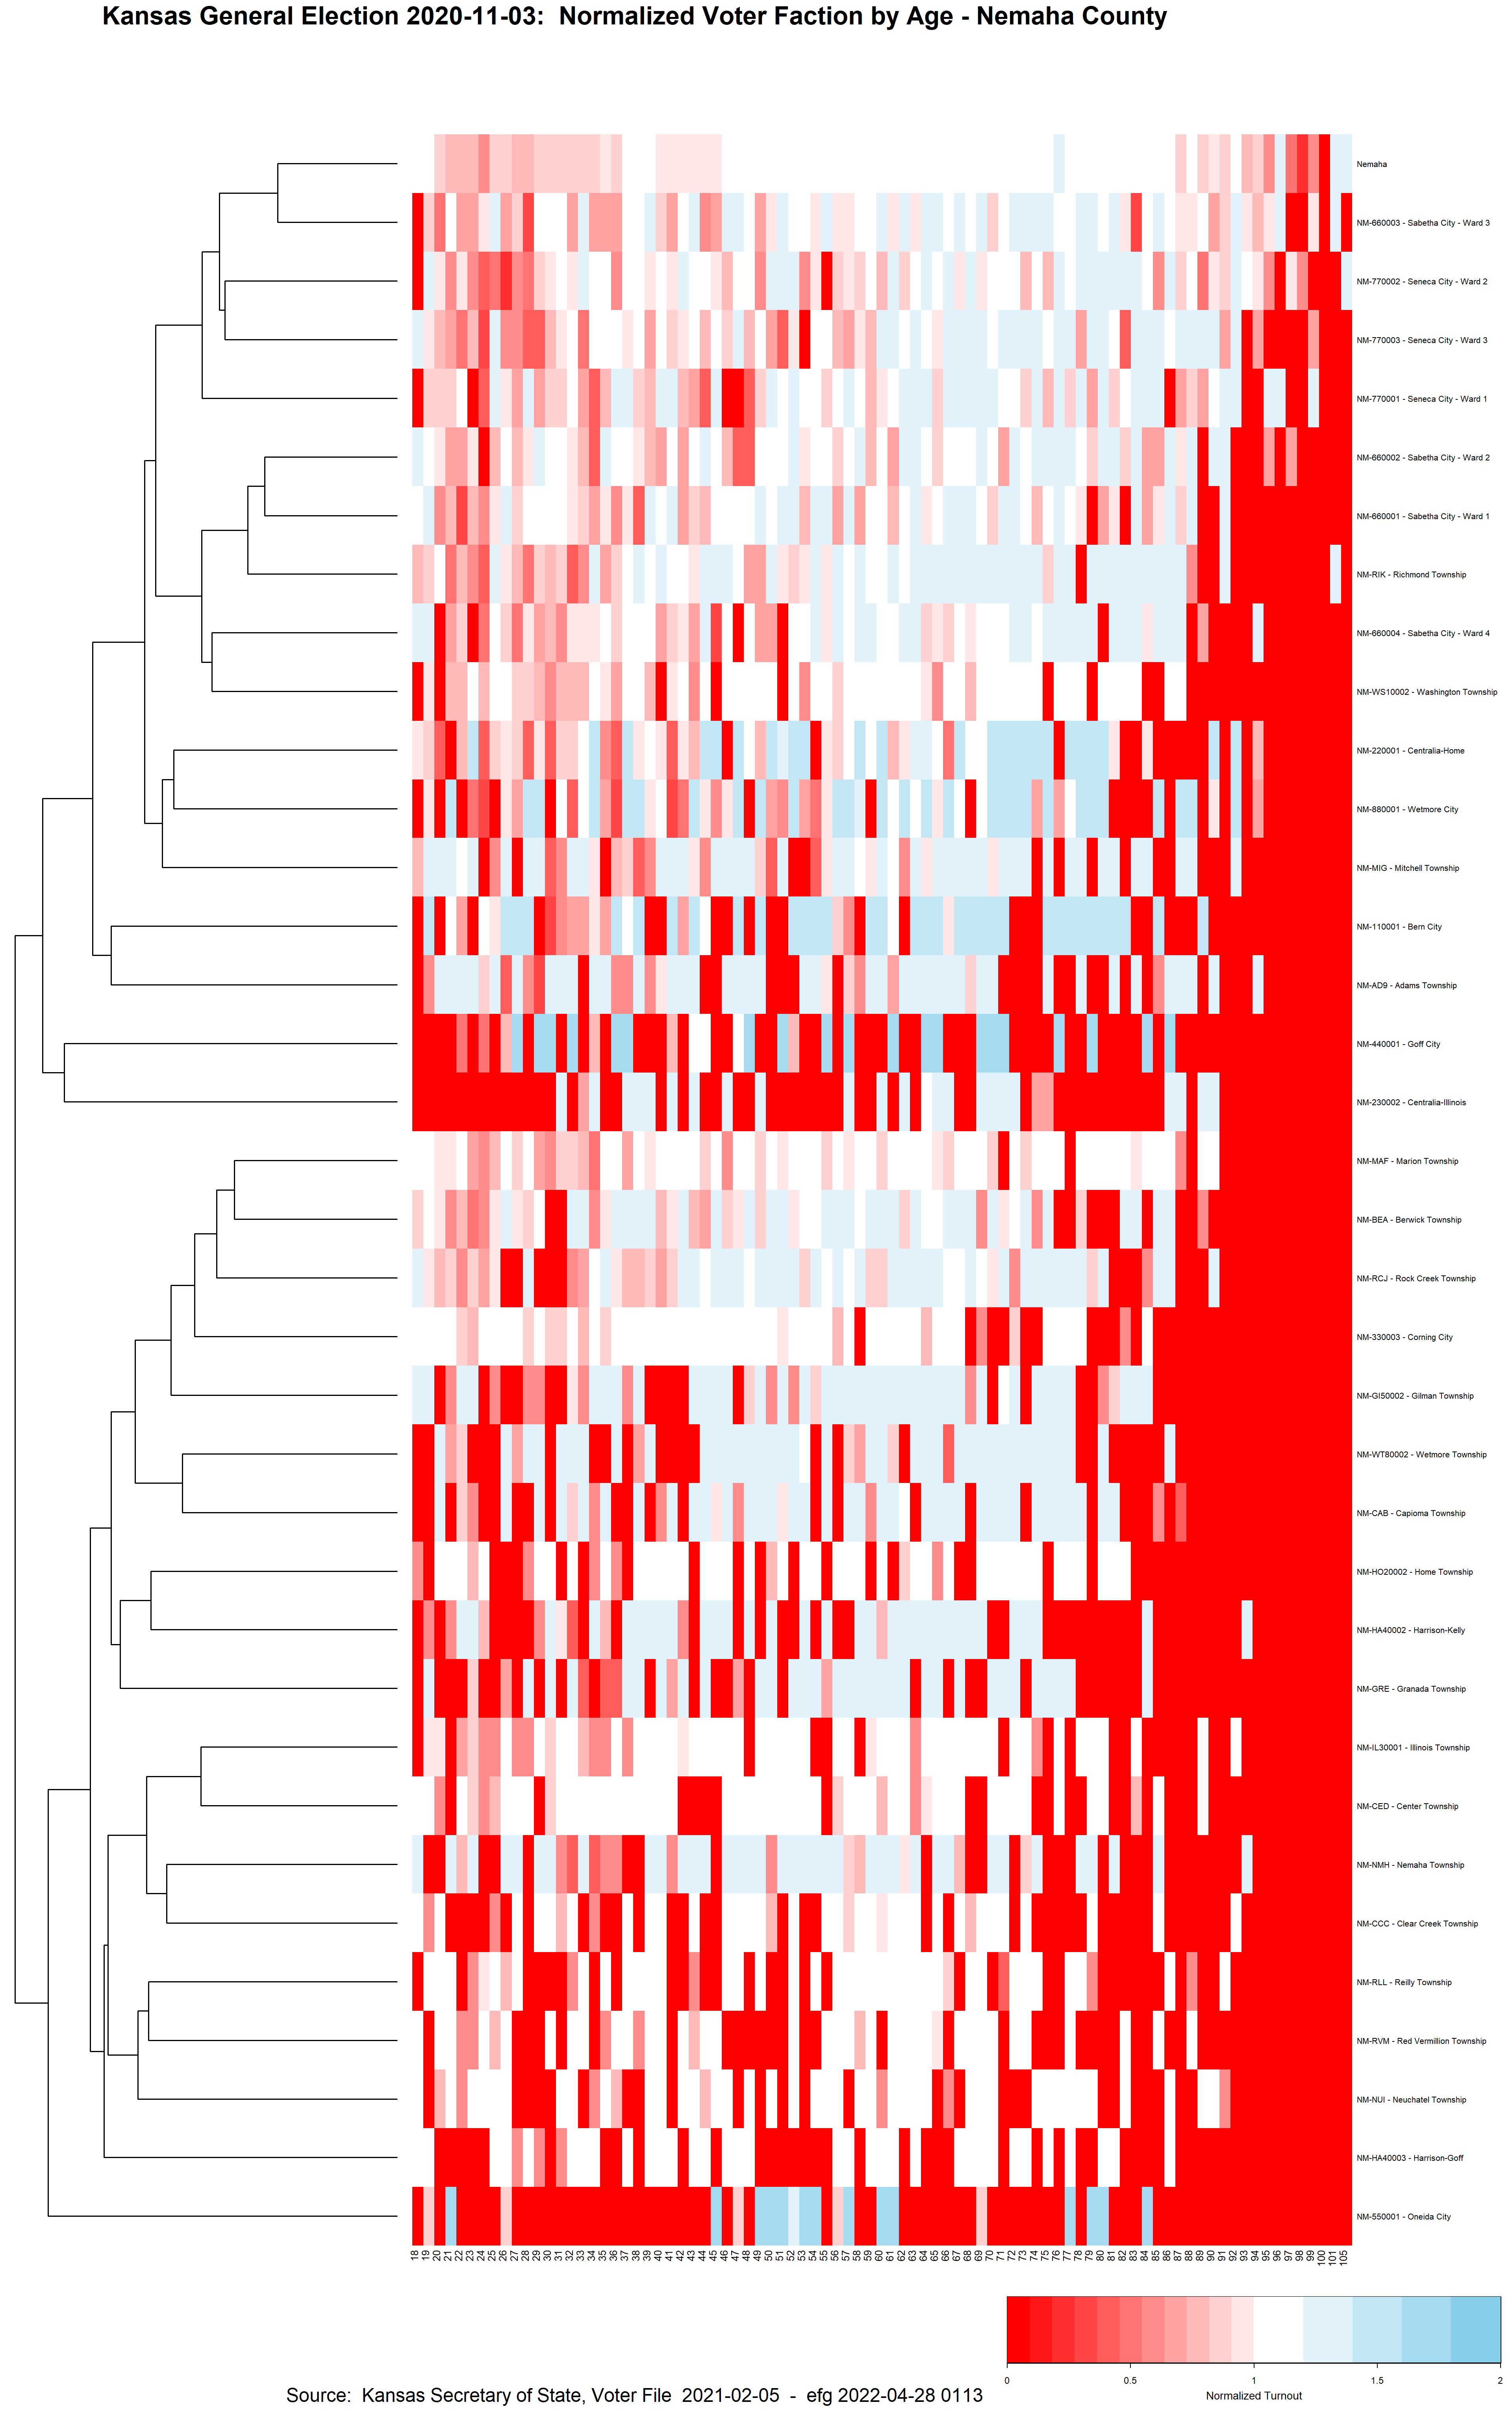 Kansas General Election 2020-11-03:  Normalized Voter Faction by Age - Nemaha County
Nemaha
NM-660003 - Sabetha City - Ward 3
NM-770002 - Seneca City - Ward 2
NM-770003 - Seneca City - Ward 3
NM-770001 - Seneca City - Ward 1
NM-660002 - Sabetha City - Ward 2
NM-660001 - Sabetha City - Ward 1
NM-RIK - Richmond Township
NM-660004 - Sabetha City - Ward 4
NM-WS10002 - Washington Township
NM-220001 - Centralia-Home
NM-880001 - Wetmore City
NM-MIG - Mitchell Township
NM-110001 - Bern City
NM-AD9 - Adams Township
NM-440001 - Goff City
NM-230002 - Centralia-Illinois
NM-MAF - Marion Township
NM-BEA - Berwick Township
NM-RCJ - Rock Creek Township
NM-330003 - Corning City
NM-GI50002 - Gilman Township
NM-WT80002 - Wetmore Township
NM-CAB - Capioma Township
NM-HO20002 - Home Township
NM-HA40002 - Harrison-Kelly
NM-GRE - Granada Township
NM-IL30001 - Illinois Township
NM-CED - Center Township
NM-NMH - Nemaha Township
NM-CCC - Clear Creek Township
NM-RLL - Reilly Township
NM-RVM - Red Vermillion Township
NM-NUI - Neuchatel Township
NM-HA40003 - Harrison-Goff
NM-550001 - Oneida City
18 19 20 21 22 23 24 25 26 27 28 29 30 31 32 33 34 35 36 37 38 39 40 41 42 43 44 45 46 47 48 49 50 51 52 53 54 55 56 57 58 59 60 61 62 63 64 65 66 67 68 69 70 71 72 73 74 75 76 77 78 79 80 81 82 83 84 85 86 87 88 89 90 91 92 93 94 95 96 97 98 99 100 101 105
0 0.5 1 1.5 2
Normalized Turnout
Source:  Kansas Secretary of State, Voter File  2021-02-05  -  efg 2022-04-28 0113